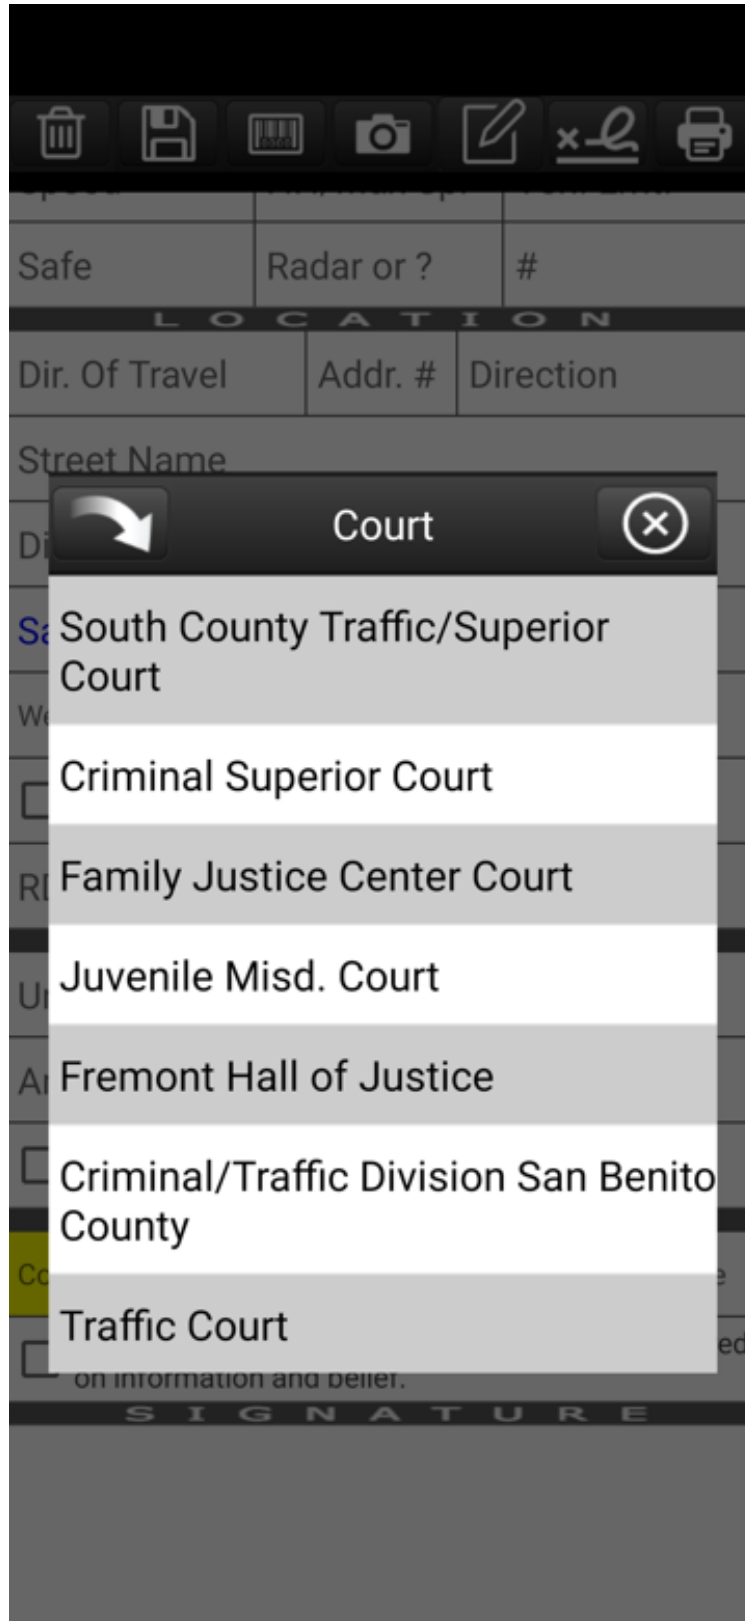 Safe Radar or ? #
LOCATION
Dir. Of Travel Addr. # Direction
Street Name
Court
South County Traffic/Superior
Court
Criminal Superior Court
Family Justice Center Court
Juvenile Misd. Court
Fremont Hall of Justice
Criminal/Traffic Division San Benito
County
Traffic Court
on information and belief.
SIGNATURE